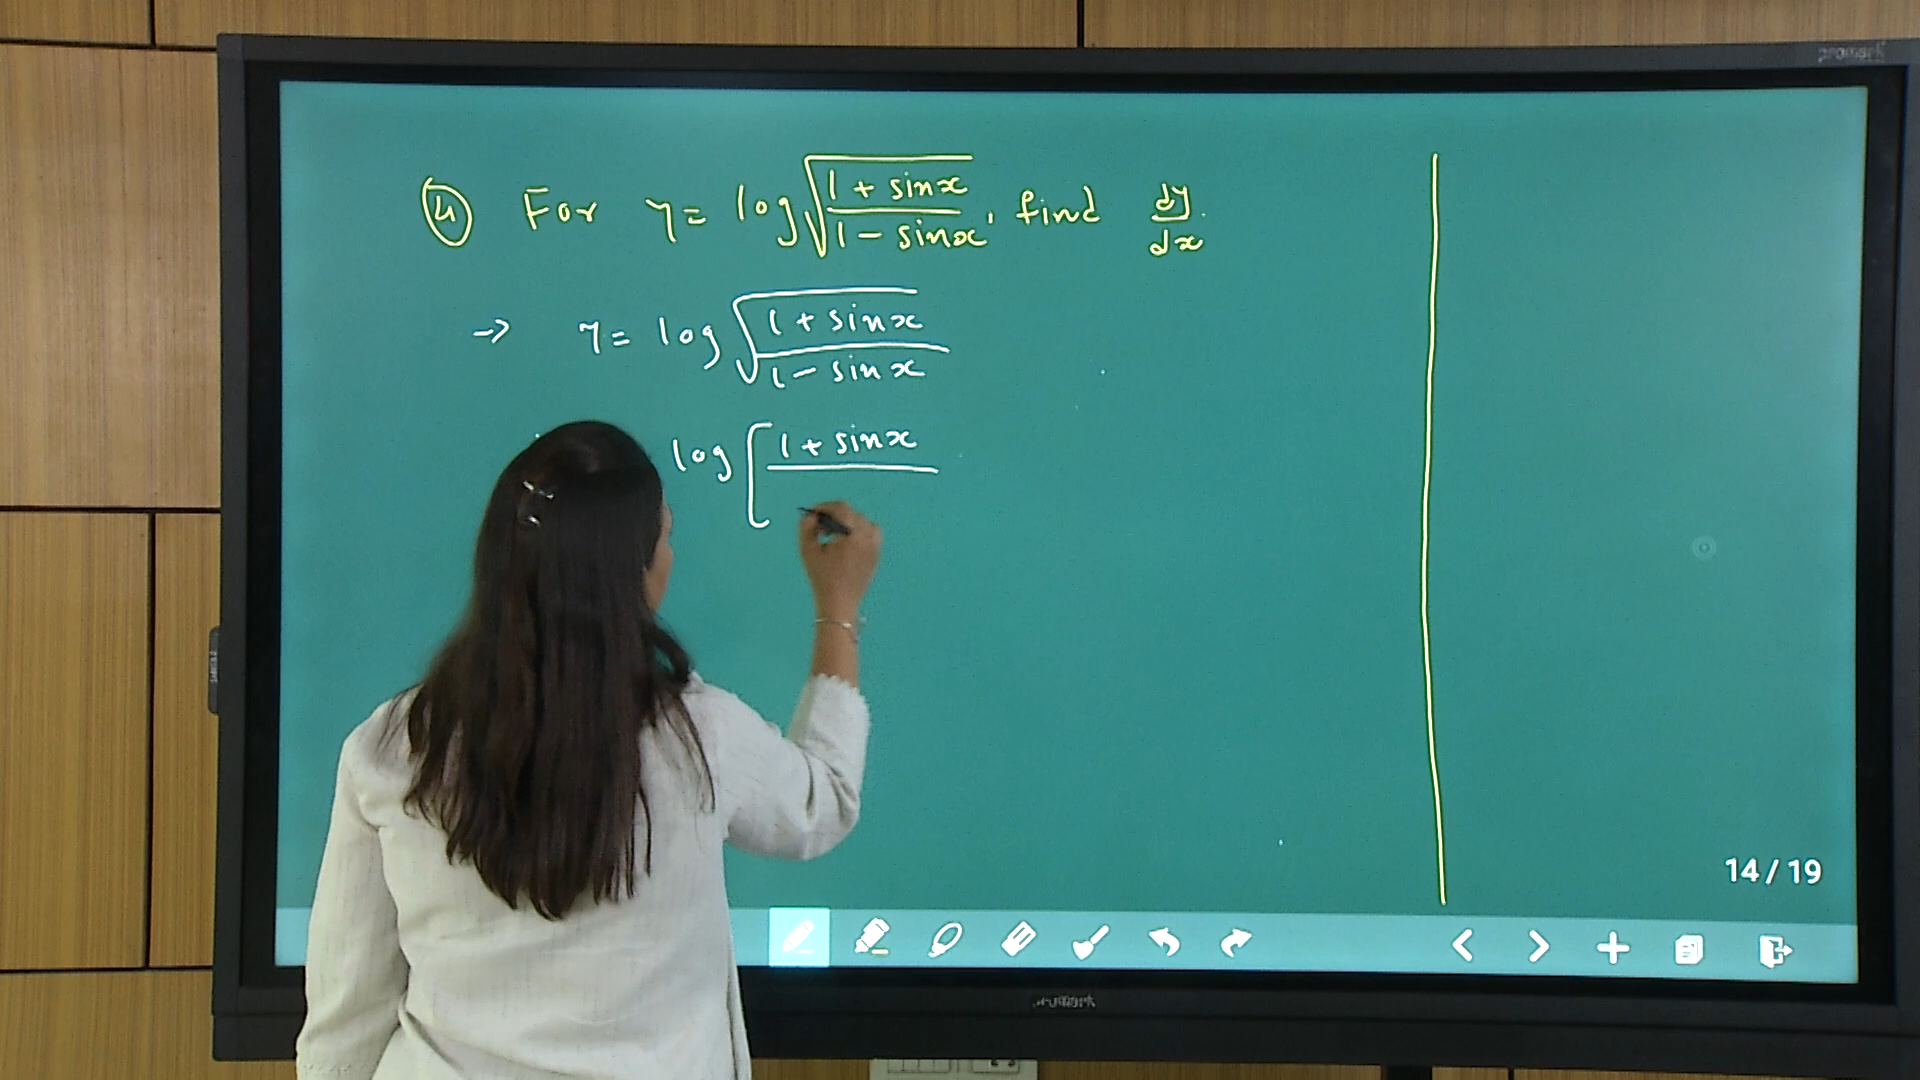 ④ For y = log√(1 + sinx / 1 - sinx), find dy/dx.
→ y = log√(1 + sinx / 1 - sinx)
log[1 + sinx
14 / 19
promark